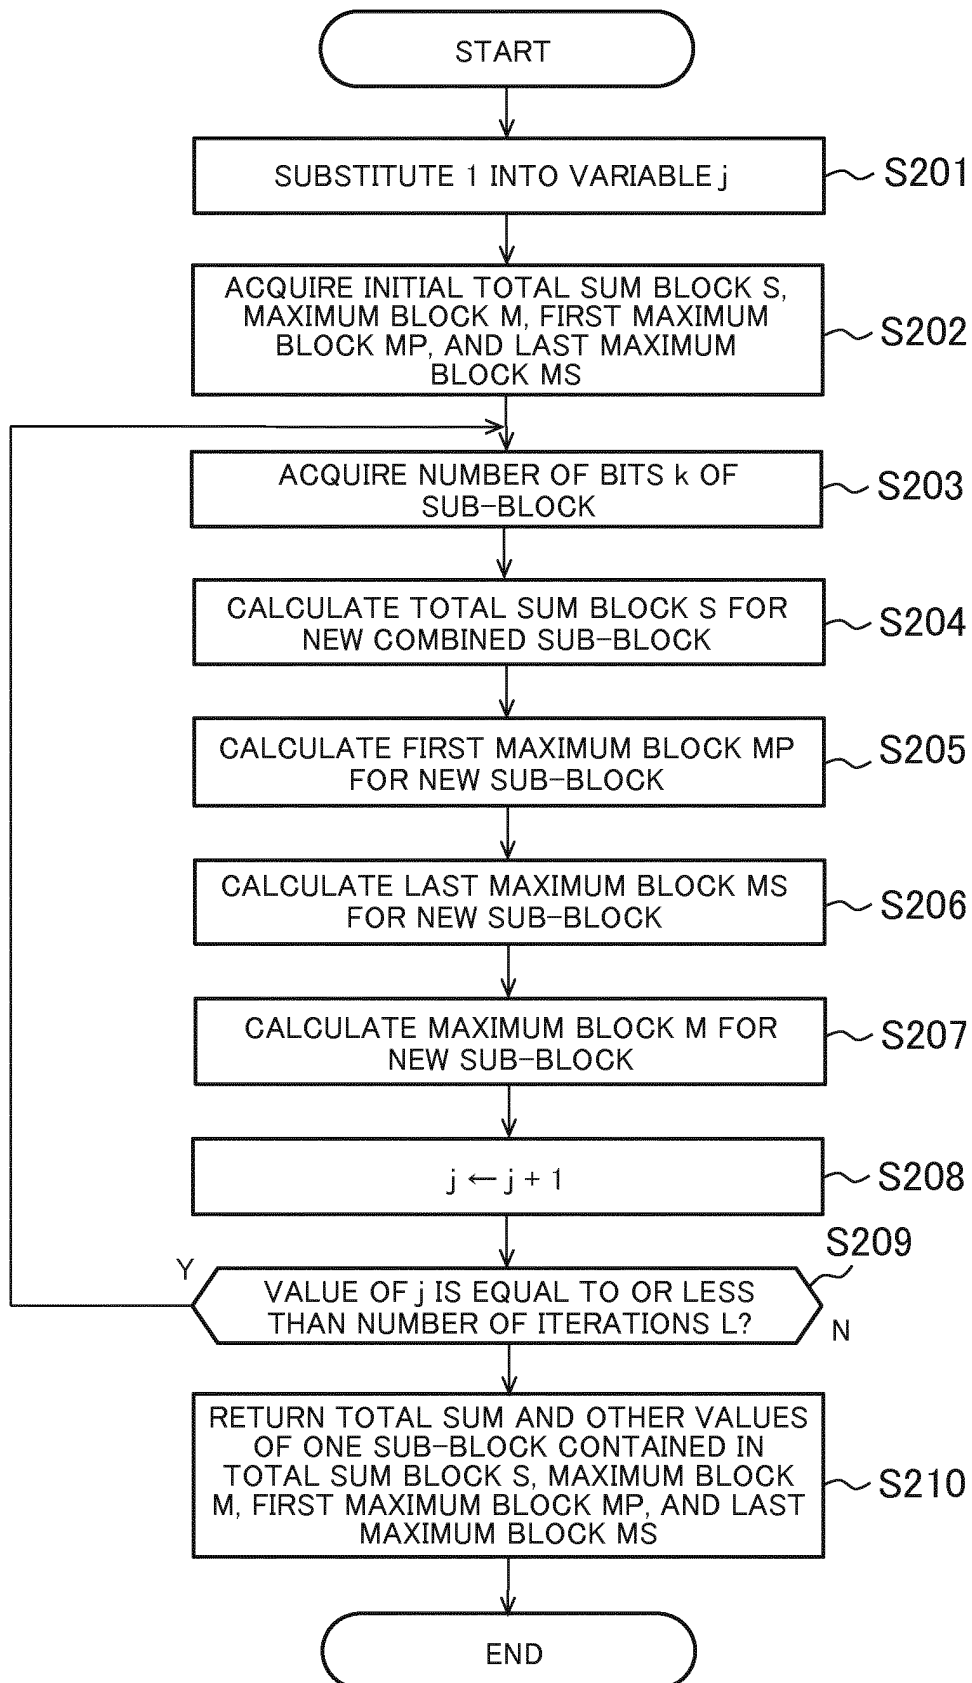 START
SUBSTITUTE 1 INTO VARIABLE j
S201
ACQUIRE INITIAL TOTAL SUM BLOCK S,
MAXIMUM BLOCK M, FIRST MAXIMUM
BLOCK MP, AND LAST MAXIMUM
BLOCK MS
S202
ACQUIRE NUMBER OF BITS k OF
SUB-BLOCK
S203
CALCULATE TOTAL SUM BLOCK S FOR
NEW COMBINED SUB-BLOCK
S204
CALCULATE FIRST MAXIMUM BLOCK MP
FOR NEW SUB-BLOCK
S205
CALCULATE LAST MAXIMUM BLOCK MS
FOR NEW SUB-BLOCK
S206
CALCULATE MAXIMUM BLOCK M FOR
NEW SUB-BLOCK
S207
j ← j + 1
S208
S209
Y
VALUE OF j IS EQUAL TO OR LESS
THAN NUMBER OF ITERATIONS L?
N
RETURN TOTAL SUM AND OTHER VALUES
OF ONE SUB-BLOCK CONTAINED IN
TOTAL SUM BLOCK S, MAXIMUM BLOCK
M, FIRST MAXIMUM BLOCK MP, AND LAST
MAXIMUM BLOCK MS
S210
END